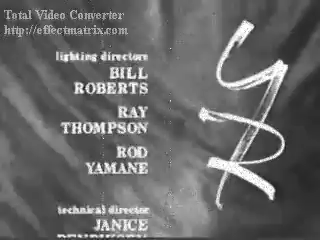 Total Video Converter
http://effectmatrix.com
lighting directors
BILL
ROBERTS
RAY
THOMPSON
ROD
YAMANE
technical director
JANICE